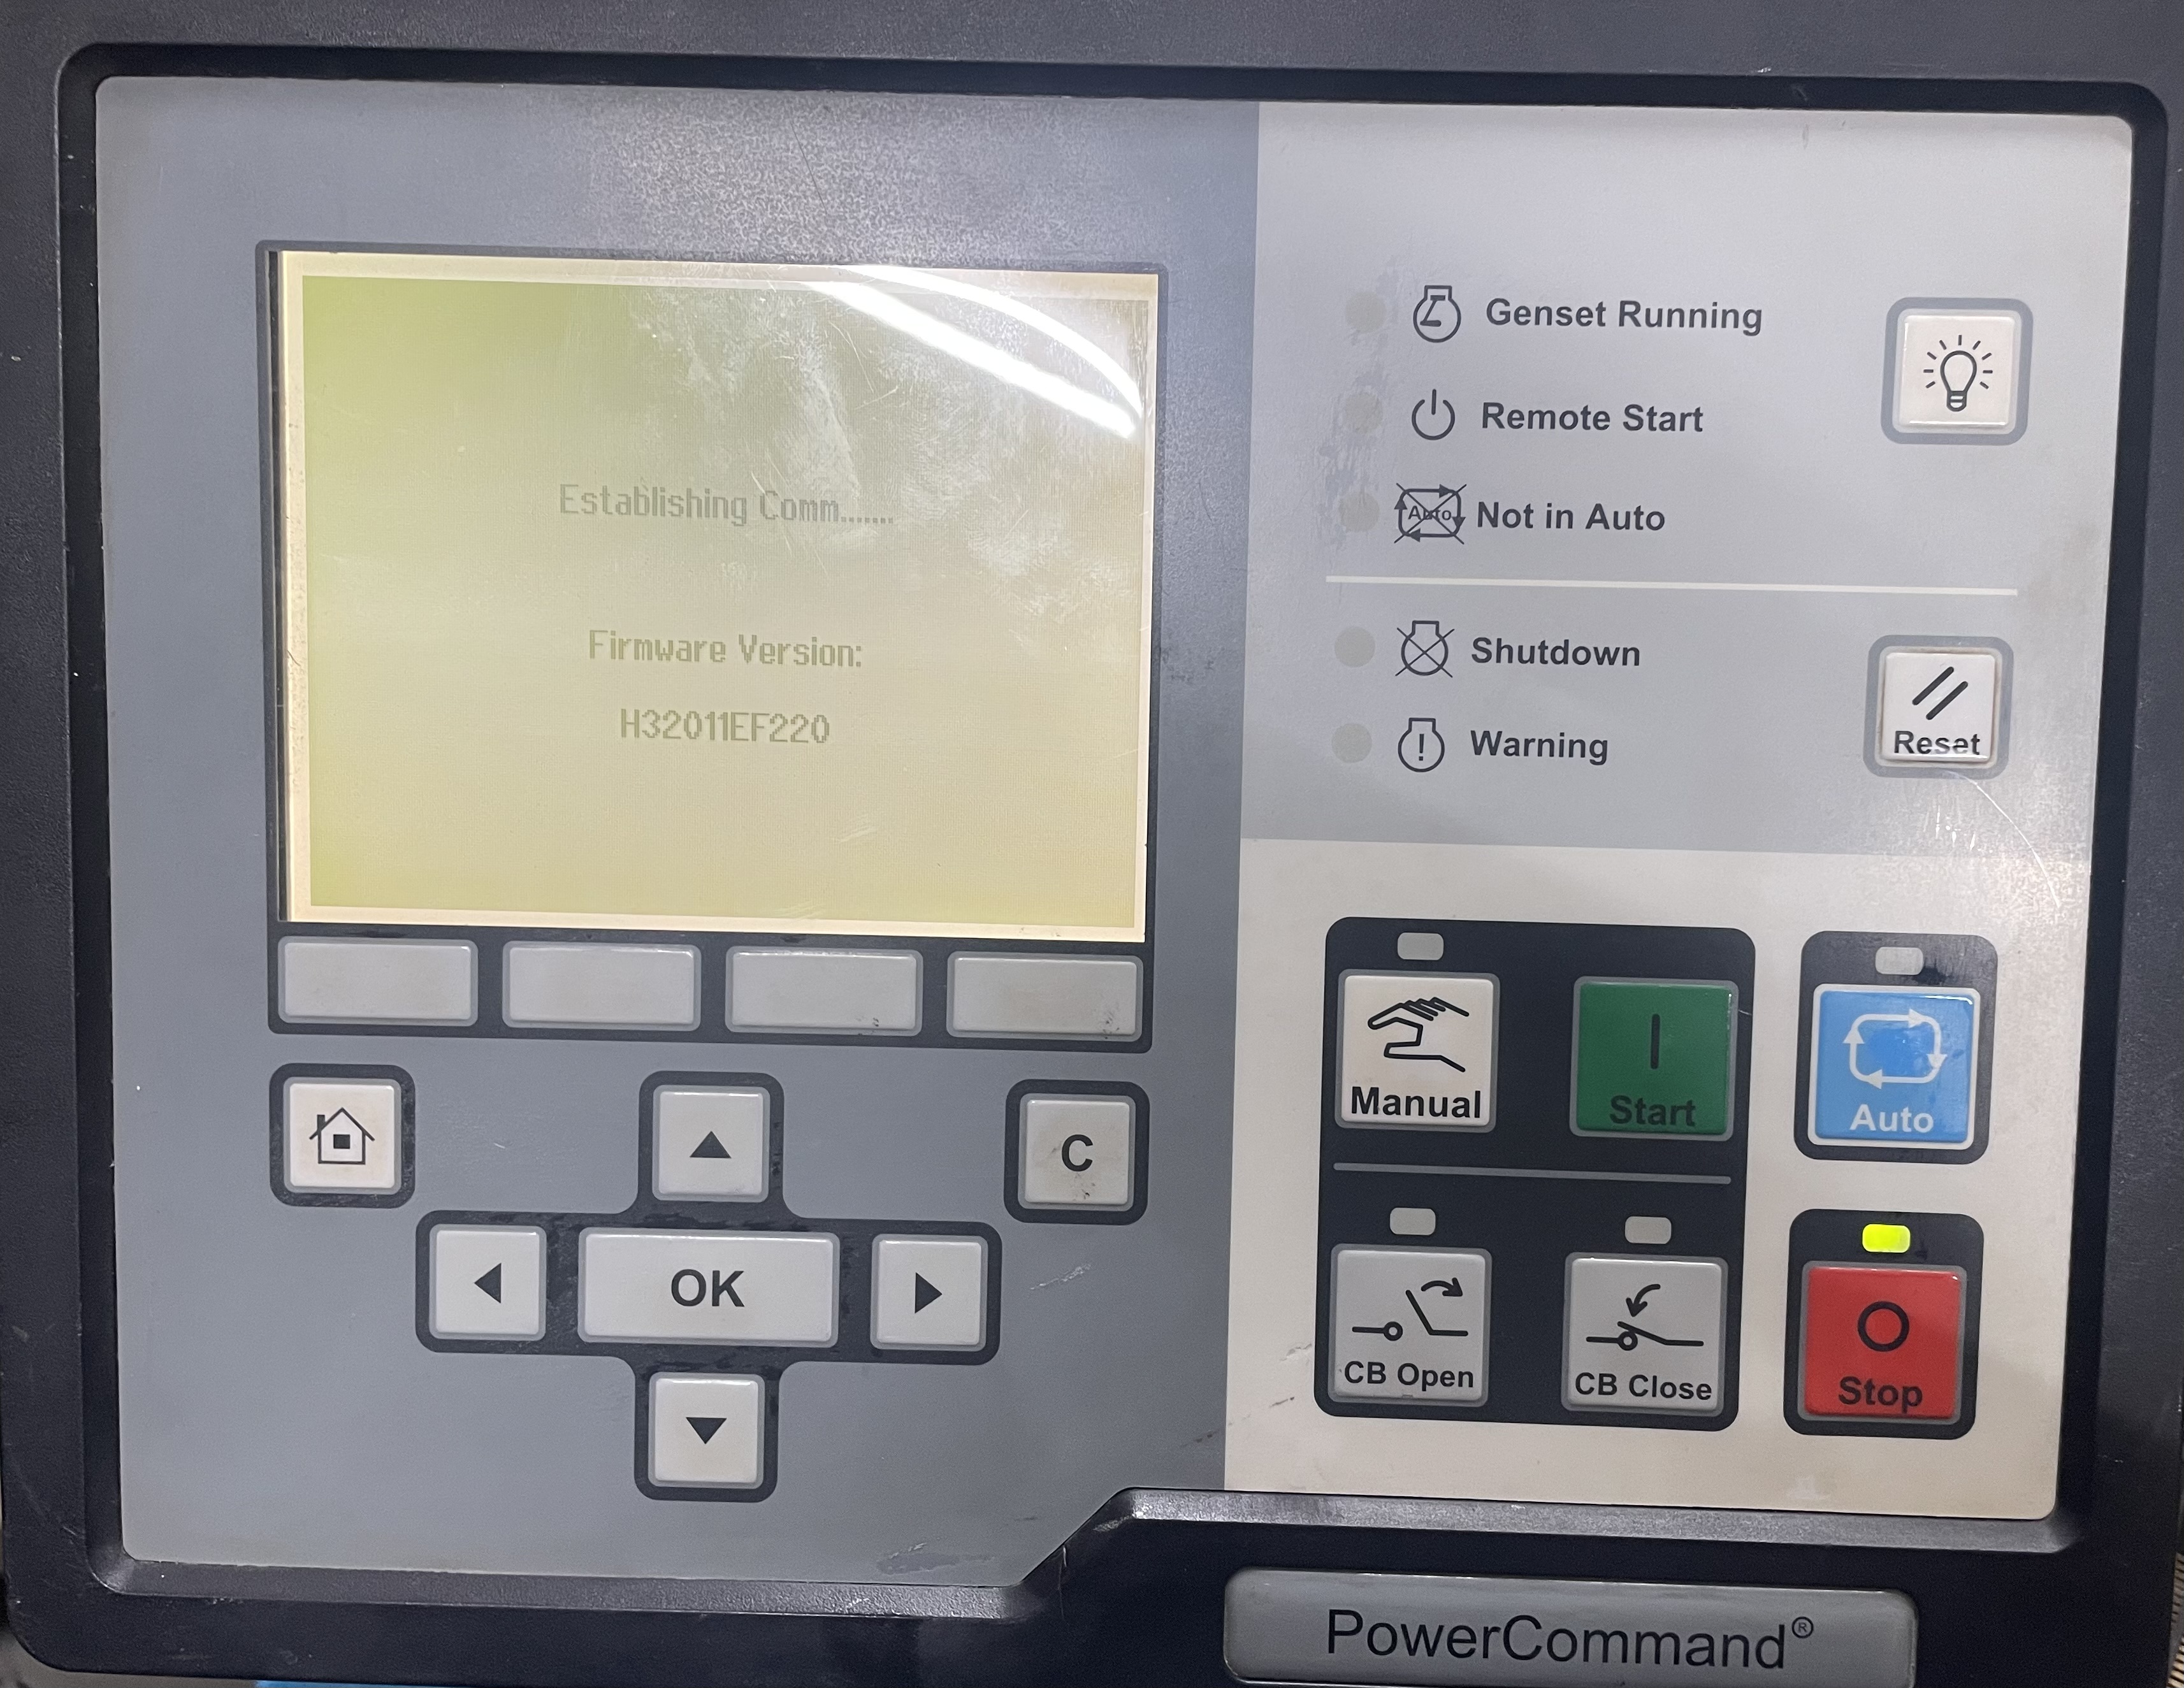 Establishing Comm.......
Firmware Version:
H32011EF220
Genset Running
Remote Start
Auto
Not in Auto
Shutdown
! Warning
Reset
Manual
Start
Auto
C
OK
CB Open
CB Close
Stop
PowerCommand®